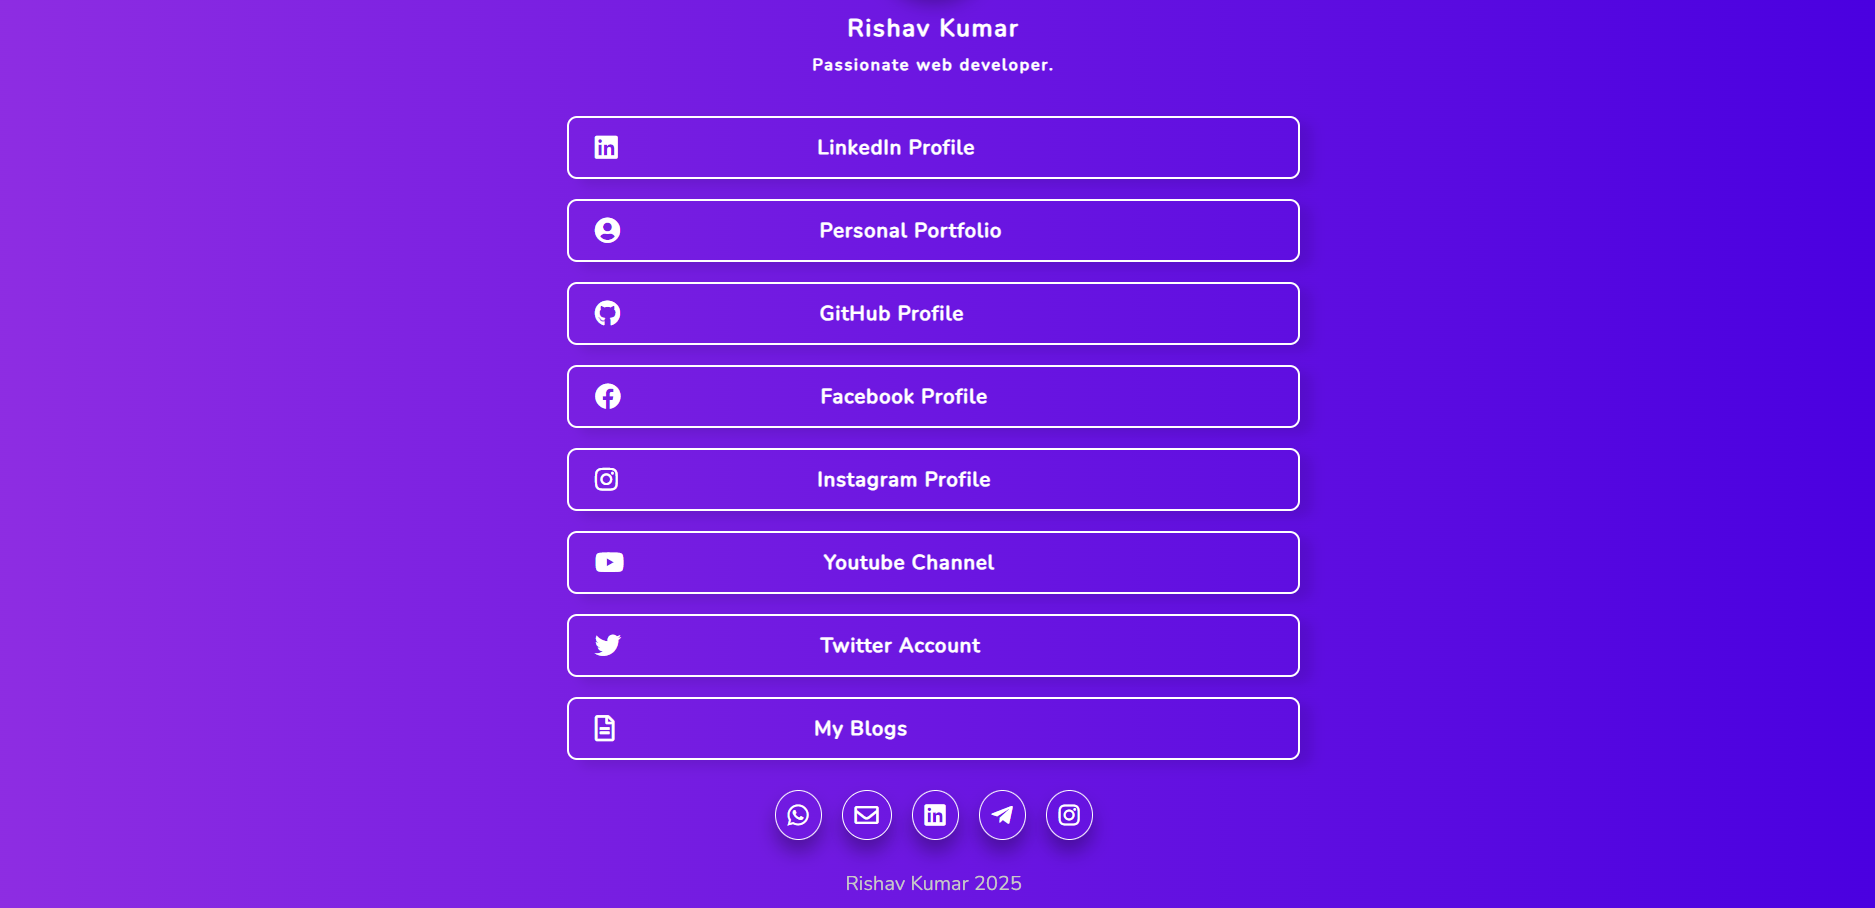 Rishav Kumar
Passionate web developer.
LinkedIn Profile
Personal Portfolio
GitHub Profile
Facebook Profile
Instagram Profile
Youtube Channel
Twitter Account
My Blogs
Rishav Kumar 2025